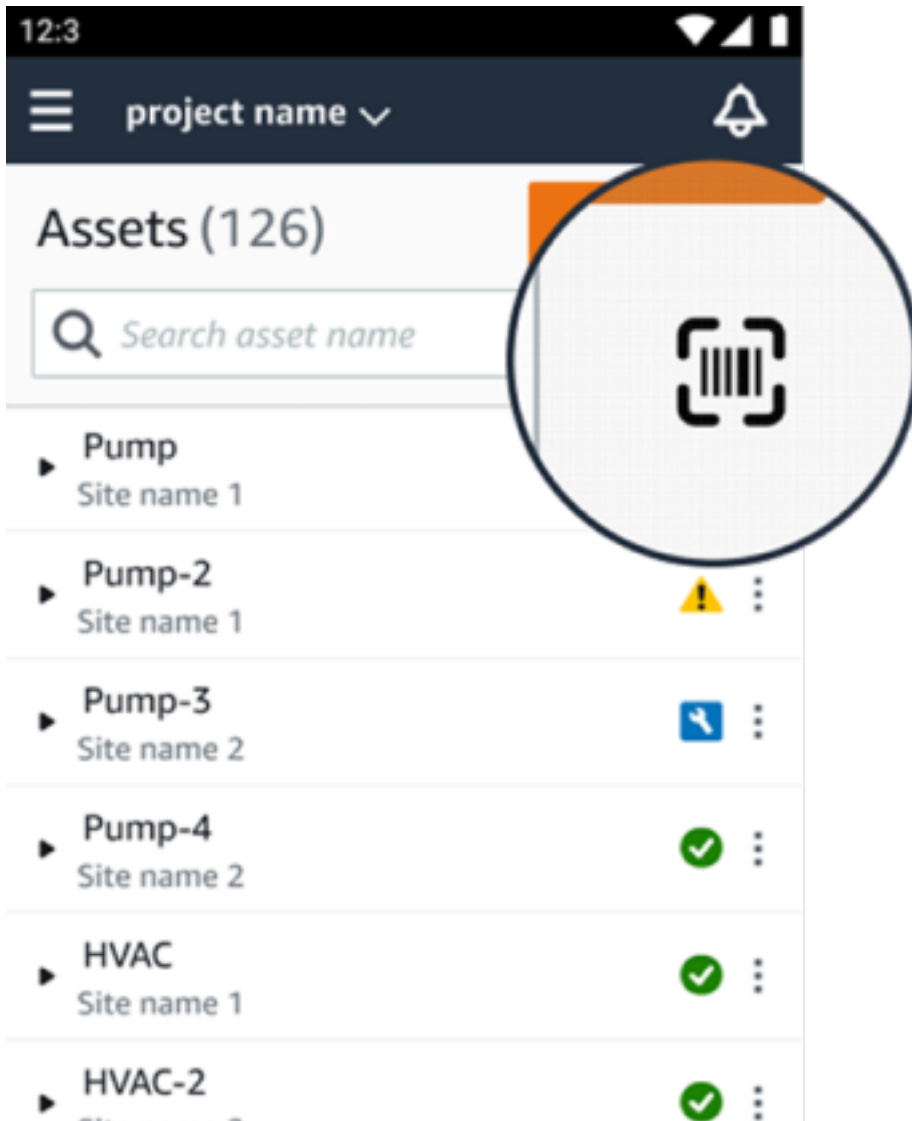 12:3
project name
Assets (126)
Search asset name
Pump
Site name 1
Pump-2
Site name 1
Pump-3
Site name 2
Pump-4
Site name 2
HVAC
Site name 1
HVAC-2